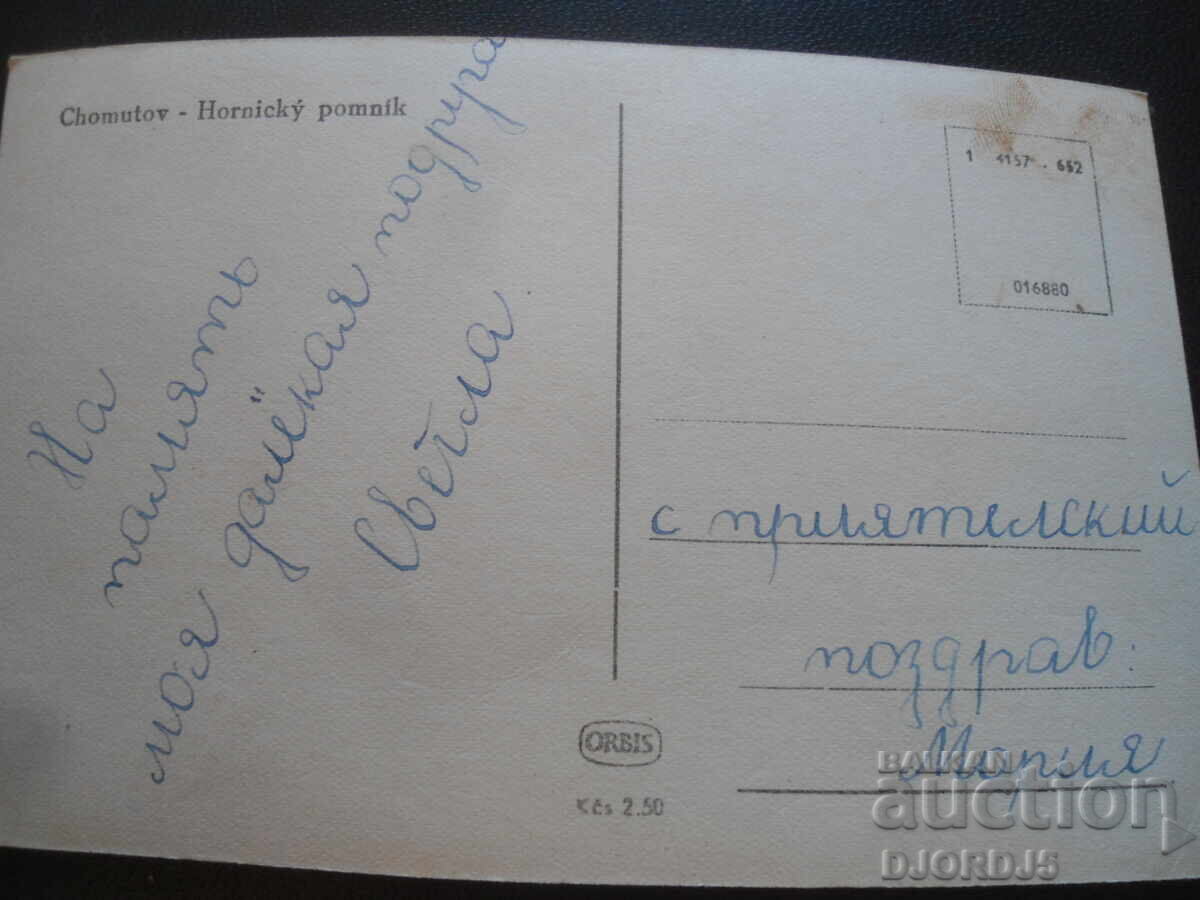 Chomutov - Hornický pomník
На
память
моя далёкая подруга
Светла
1 4157 . 652
016880
с приятелский
поздрав:
Мария
ORBIS
Kčs 2.50
BALKAN
auction
DJORDJ5